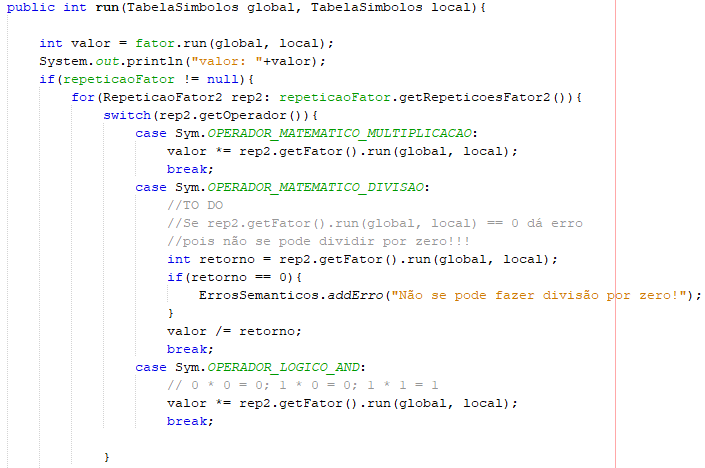 public int run(TabelaSimbolos global, TabelaSimbolos local){
int valor = fator.run(global, local);
System.out.println("valor: "+valor);
if(repeticaoFator != null){
for(RepeticaoFator2 rep2: repeticaoFator.getRepeticoesFator2()){
switch(rep2.getOperador()){
case Sym.OPERADOR_MATEMATICO_MULTIPLICACAO:
valor *= rep2.getFator().run(global, local);
break;
case Sym.OPERADOR_MATEMATICO_DIVISAO:
//TO DO
//Se rep2.getFator().run(global, local) == 0 dá erro
//pois não se pode dividir por zero!!!
int retorno = rep2.getFator().run(global, local);
if(retorno == 0){
ErrosSemanticos.addErro("Não se pode fazer divisão por zero!");
}
valor /= retorno;
break;
case Sym.OPERADOR_LOGICO_AND:
// 0 * 0 = 0; 1 * 0 = 0; 1 * 1 = 1
valor *= rep2.getFator().run(global, local);
break;
}